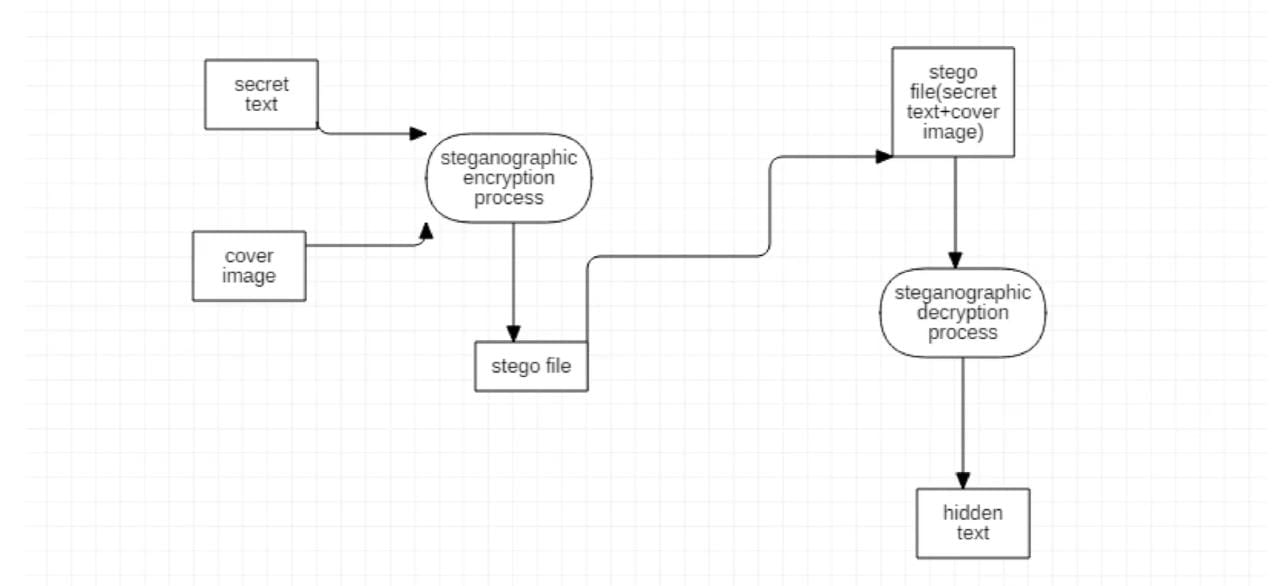 secret
text
steganographic
encryption
process
cover
image
stego file
stego
file(secret
text+cover
image)
steganographic
decryption
process
hidden
text